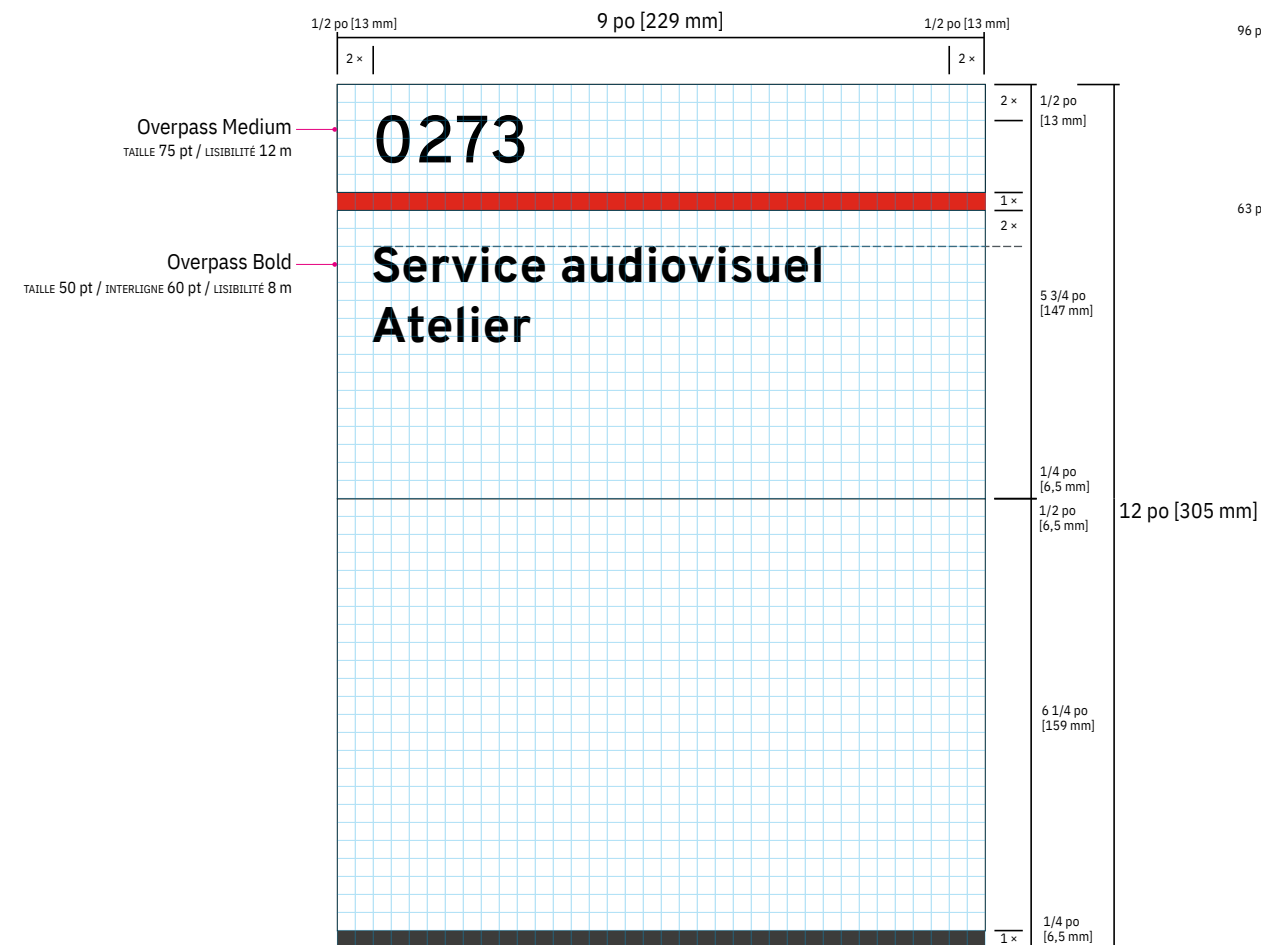 1/2 po [13 mm] 9 po [229 mm] 1/2 po [13 mm]
96 p
2 × 2 ×
2 × 1/2 po
[13 mm]
Overpass Medium
TAILLE 75 pt / LISIBILITÉ 12 m
0273
1 ×
63 p
2 ×
Overpass Bold
TAILLE 50 pt / INTERLIGNE 60 pt / LISIBILITÉ 8 m
Service audiovisuel
Atelier
5 3/4 po
[147 mm]
1/4 po
[6,5 mm]
1/2 po
[6,5 mm]
12 po [305 mm]
6 1/4 po
[159 mm]
1/4 po
[6,5 mm]
1 ×